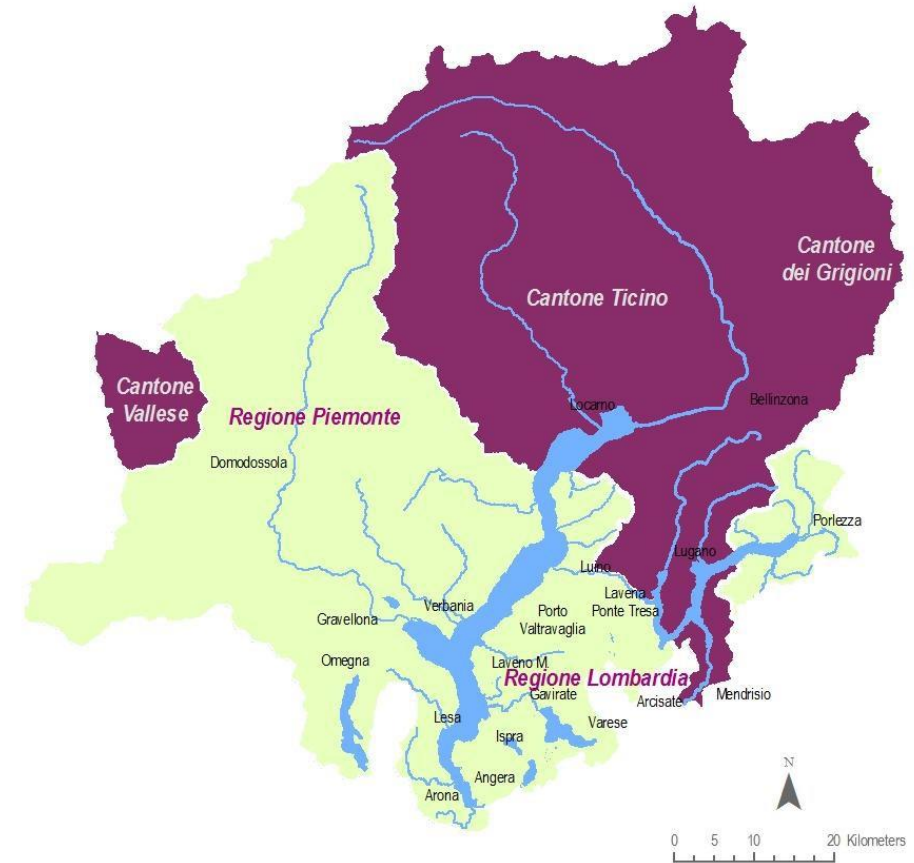 Cantone
dei Grigioni
Cantone Ticino
Cantone
Vallese
Regione Piemonte
Locarno
Bellinzona
Domodossola
Porlezza
Lugano
Luino
Lavena
Ponte Tresa
Verbania
Porto
Valtravaglia
Gravellona
Omegna
Laveno M.
Regione Lombardia
Gavirate
Arcisate
Mendrisio
Lesa
Varese
Ispra
Angera
Arona
N
0 5 10 20 Kilometers